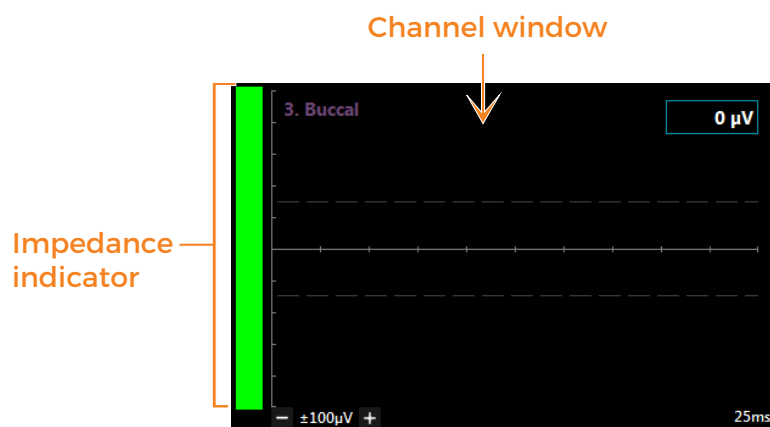 Channel window
3. Buccal
0 µV
Impedance
indicator
− ±100µV +
25ms